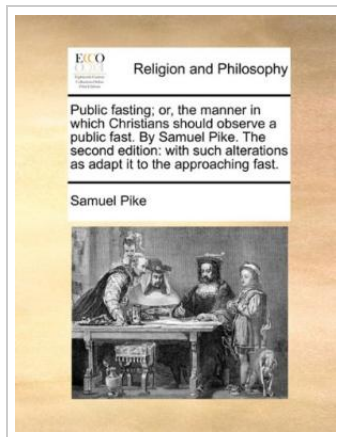 ECCO
Religion and Philosophy
Public fasting; or, the manner in
which Christians should observe a
public fast. By Samuel Pike. The
second edition: with such alterations
as adapt it to the approaching fast.
Samuel Pike